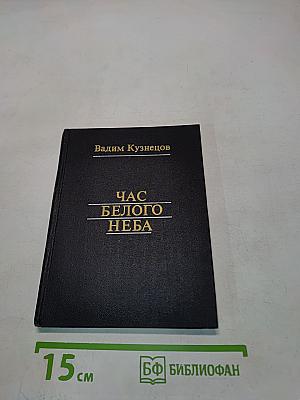 Вадим Кузнецов
ЧАС
БЕЛОГО
НЕБА
15 см
БФ БИБЛИОФАН